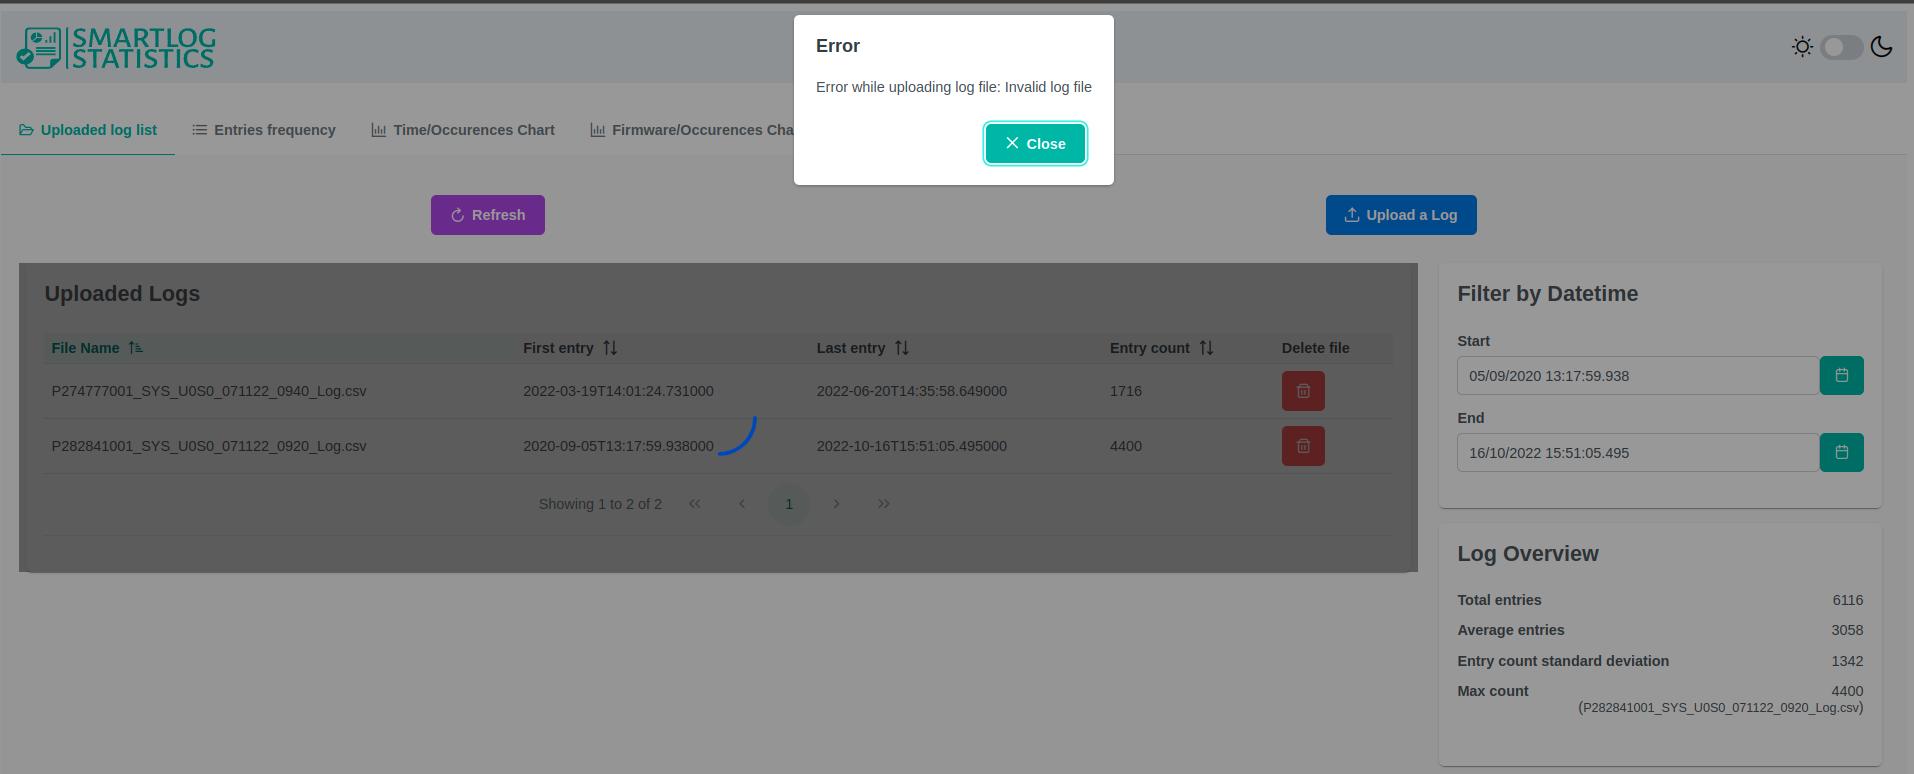 SMARTLOG
STATISTICS
Error
Error while uploading log file: Invalid log file
Close
Uploaded log list
Entries frequency
Time/Occurences Chart
Firmware/Occurences Cha
Refresh
Upload a Log
Uploaded Logs
File Name First entry Last entry Entry count Delete file
P274777001_SYS_U0S0_071122_0940_Log.csv 2022-03-19T14:01:24.731000 2022-06-20T14:35:58.649000 1716
P282841001_SYS_U0S0_071122_0920_Log.csv 2020-09-05T13:17:59.938000 2022-10-16T15:51:05.495000 4400
Showing 1 to 2 of 2 « ‹ 1 › »
Filter by Datetime
Start
05/09/2020 13:17:59.938
End
16/10/2022 15:51:05.495
Log Overview
Total entries 6116
Average entries 3058
Entry count standard deviation 1342
Max count 4400
(P282841001_SYS_U0S0_071122_0920_Log.csv)